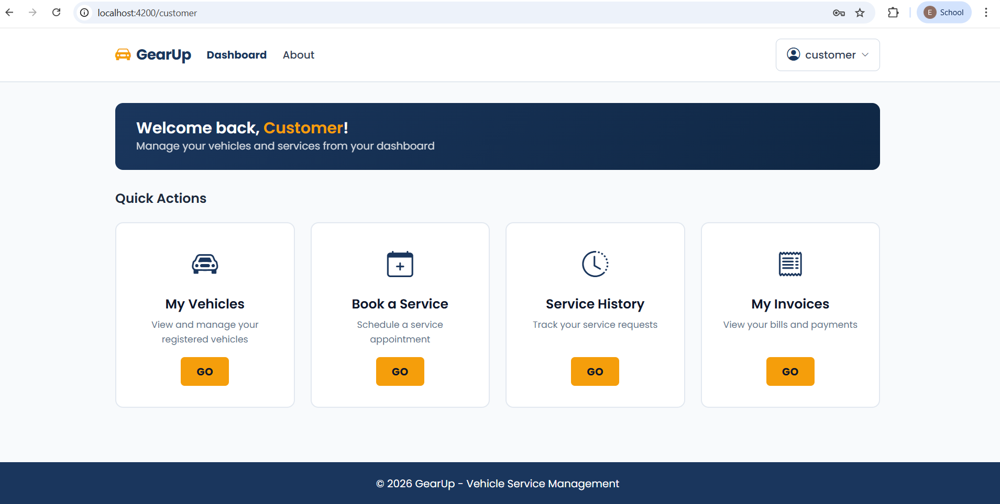 localhost:4200/customer
E School
GearUp Dashboard About customer
Welcome back, Customer!
Manage your vehicles and services from your dashboard
Quick Actions
My Vehicles
View and manage your
registered vehicles
GO
Book a Service
Schedule a service
appointment
GO
Service History
Track your service requests
GO
My Invoices
View your bills and payments
GO
© 2026 GearUp - Vehicle Service Management